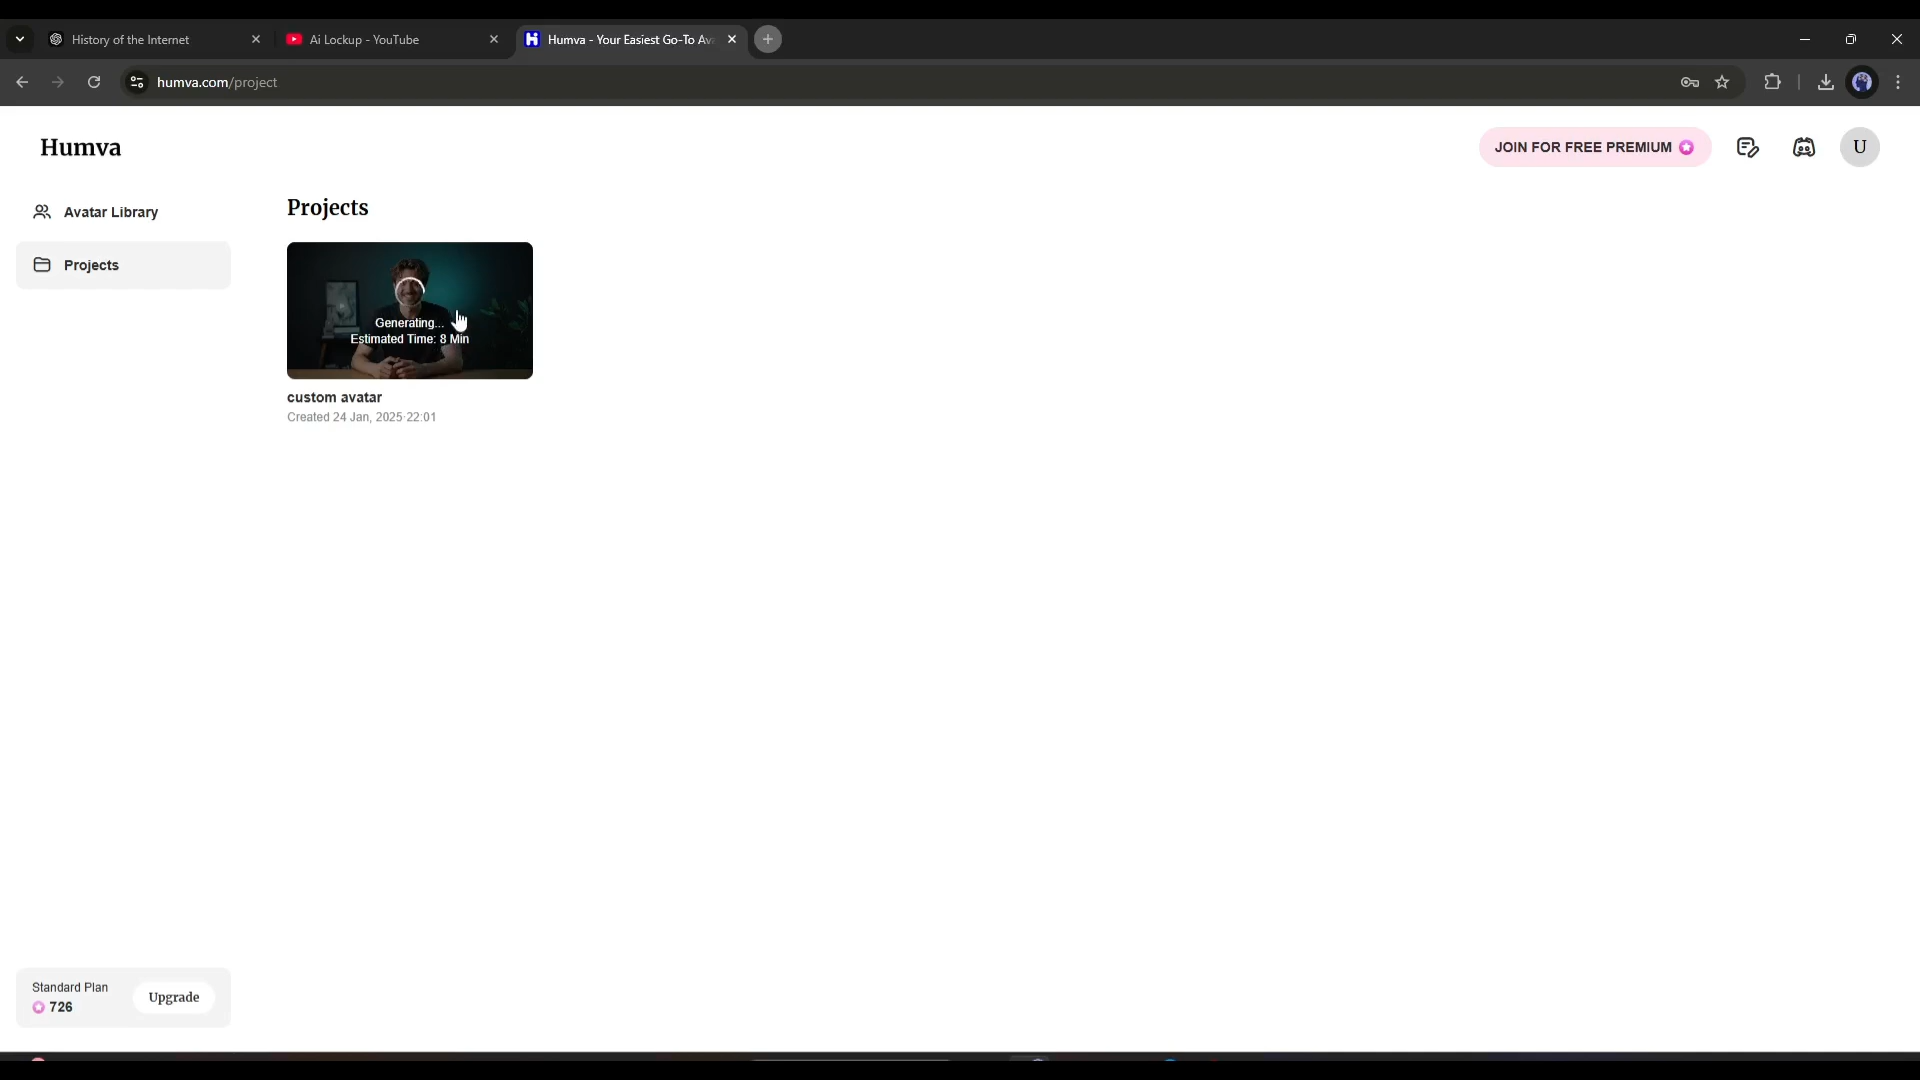 History of the Internet
Ai Lockup - YouTube
Humva - Your Easiest Go-To Av
humva.com/project
Humva
JOIN FOR FREE PREMIUM
U
Avatar Library
Projects
Projects
Generating...
Estimated Time: 8 Min
custom avatar
Created 24 Jan, 2025·22:01
Standard Plan
726
Upgrade